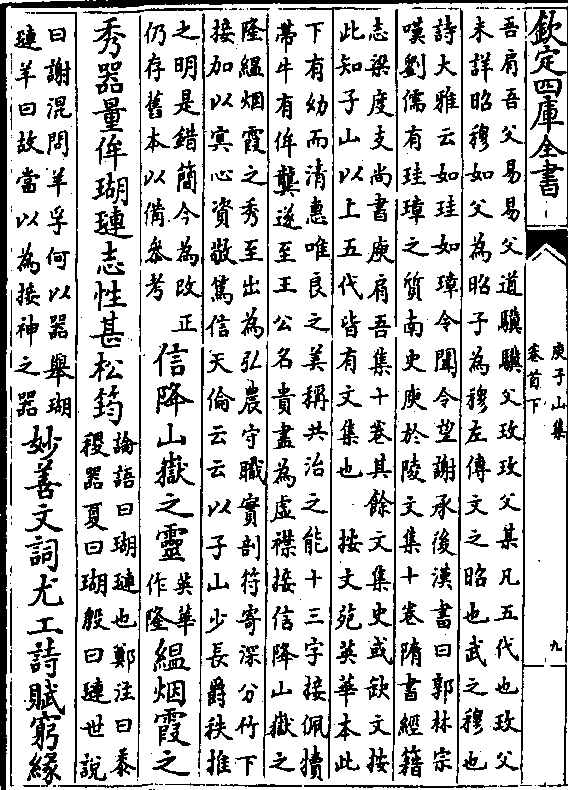 欽定四庫全書
庾子山集
卷首下
九
吾肩吾父易易父道驥驥父玫玫父某凡五代也玫父
未詳昭穆如父為昭子為穆左傳文之昭也武之穆也
詩大雅云如珪如璋令聞令望謝承後漢書曰郭林宗
嘆劉儒有珪璋之質南史庾於陵文集十卷隋書經籍
志梁度支尚書庾肩吾集十卷其餘文集史或缺文按
此知子山以上五代皆有文集也 按文苑英華本此
下有幼而清惠唯良之美稱共治之能十三字接佩犢
帶牛有侔龔遂至王公名貴盡為虛襟接信降山嶽之
隆緼烟霞之秀至出為弘農守職實剖符寄深分竹下
接加以冥心資敬篤信天倫云云以子山少長爵秩推
之明是錯簡今為改正
仍存舊本以備參考
信降山嶽之靈
英華
作隆
緼烟霞之
秀器量侔瑚璉志性甚松筠
論語曰瑚璉也鄭注曰黍
稷器夏曰瑚殷曰璉世說
曰謝混問羊孚何以器舉瑚
璉羊曰故當以為接神之器
妙善文詞尤工詩賦窮緣